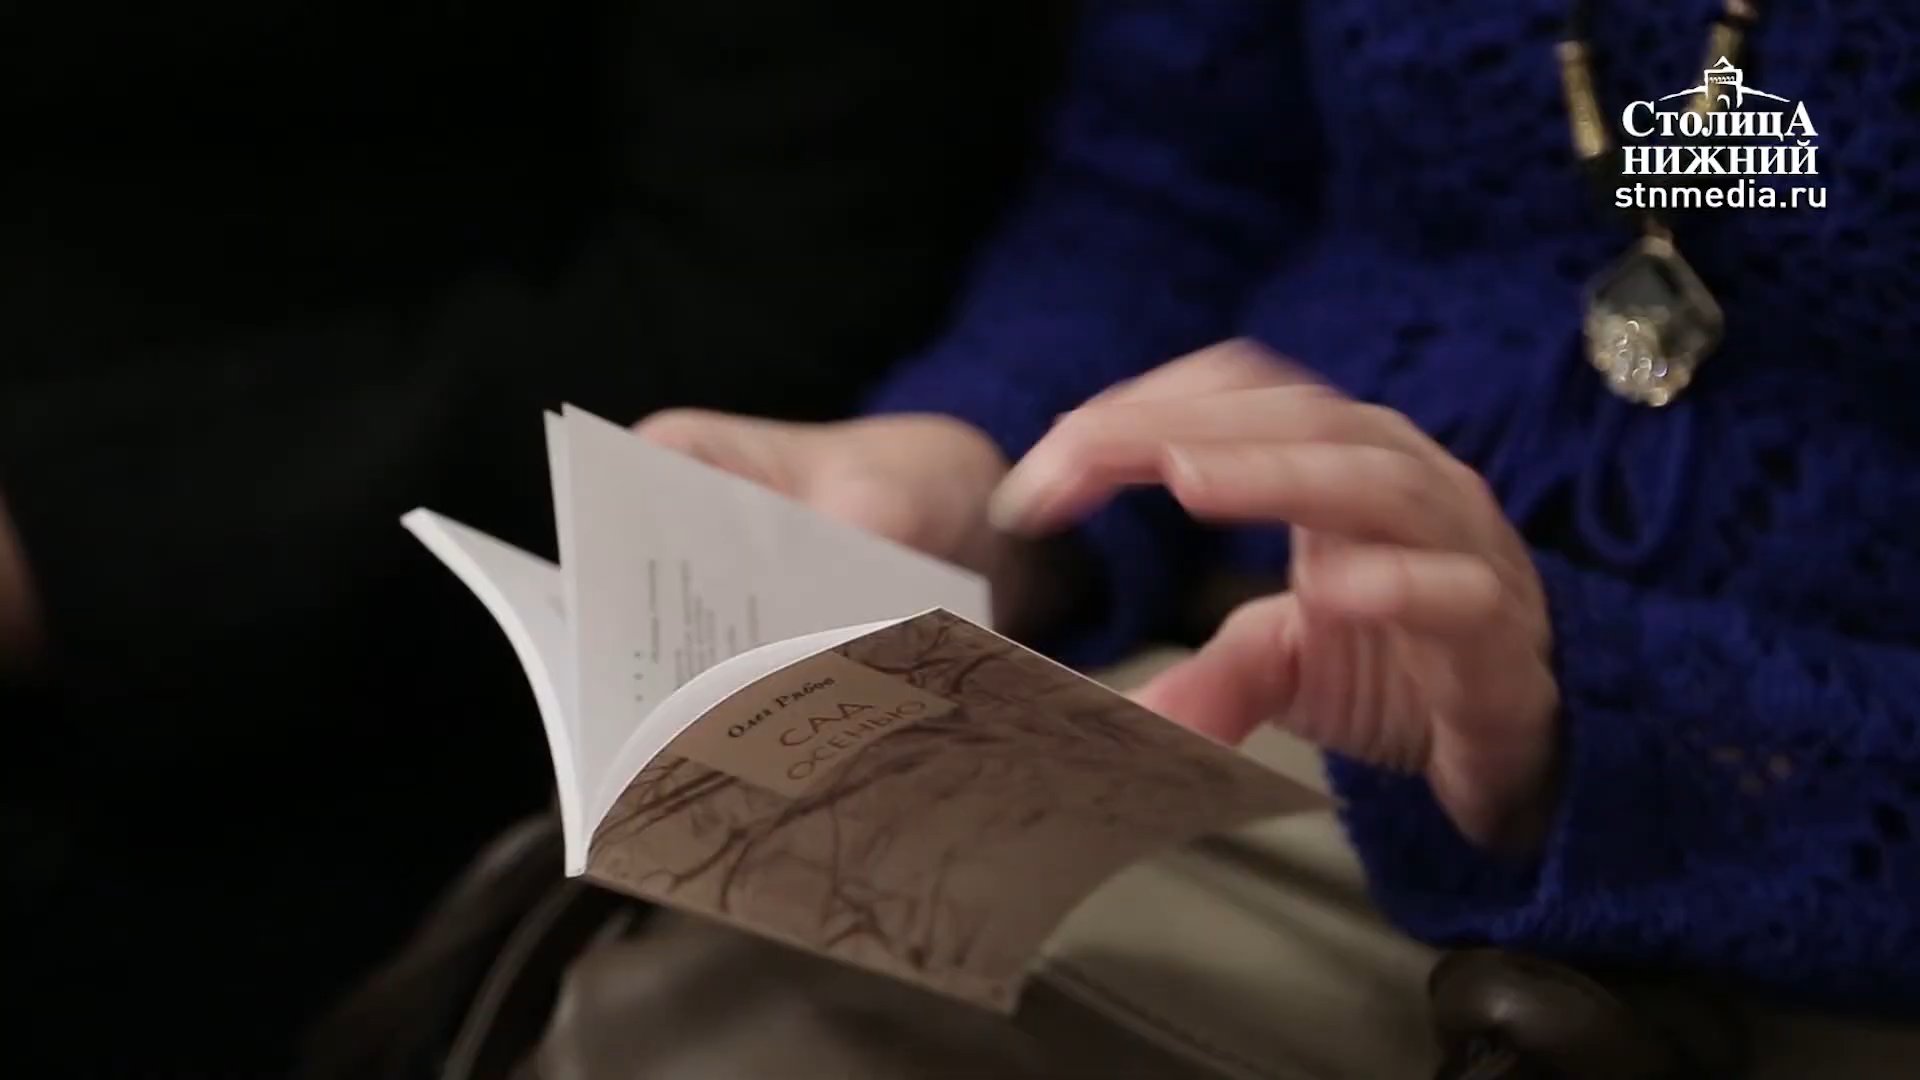 СтолицА
нижний
stnmedia.ru
Олег Рябов
САД
ОСЕНЬЮ